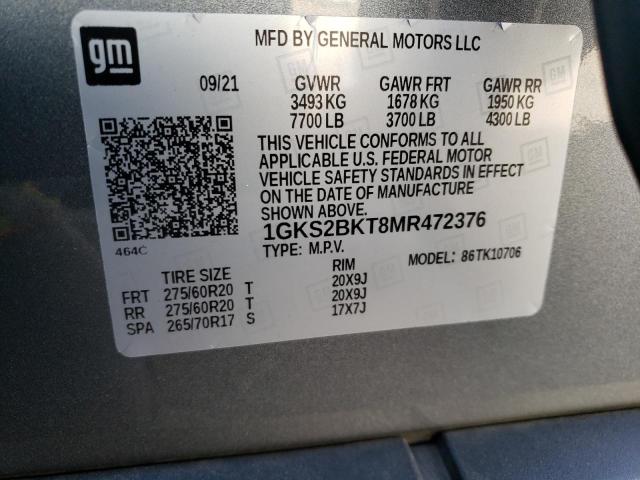 gm
MFD BY GENERAL MOTORS LLC
09/21 GVWR GAWR FRT GAWR RR
3493 KG 1678 KG 1950 KG
7700 LB 3700 LB 4300 LB
THIS VEHICLE CONFORMS TO ALL
APPLICABLE U.S. FEDERAL MOTOR
VEHICLE SAFETY STANDARDS IN EFFECT
ON THE DATE OF MANUFACTURE
SHOWN ABOVE.
1GKS2BKT8MR472376
464C
TYPE: M.P.V. MODEL: 86TK10706
TIRE SIZE RIM
FRT 275/60R20 T 20X9J
RR 275/60R20 T 20X9J
SPA 265/70R17 S 17X7J